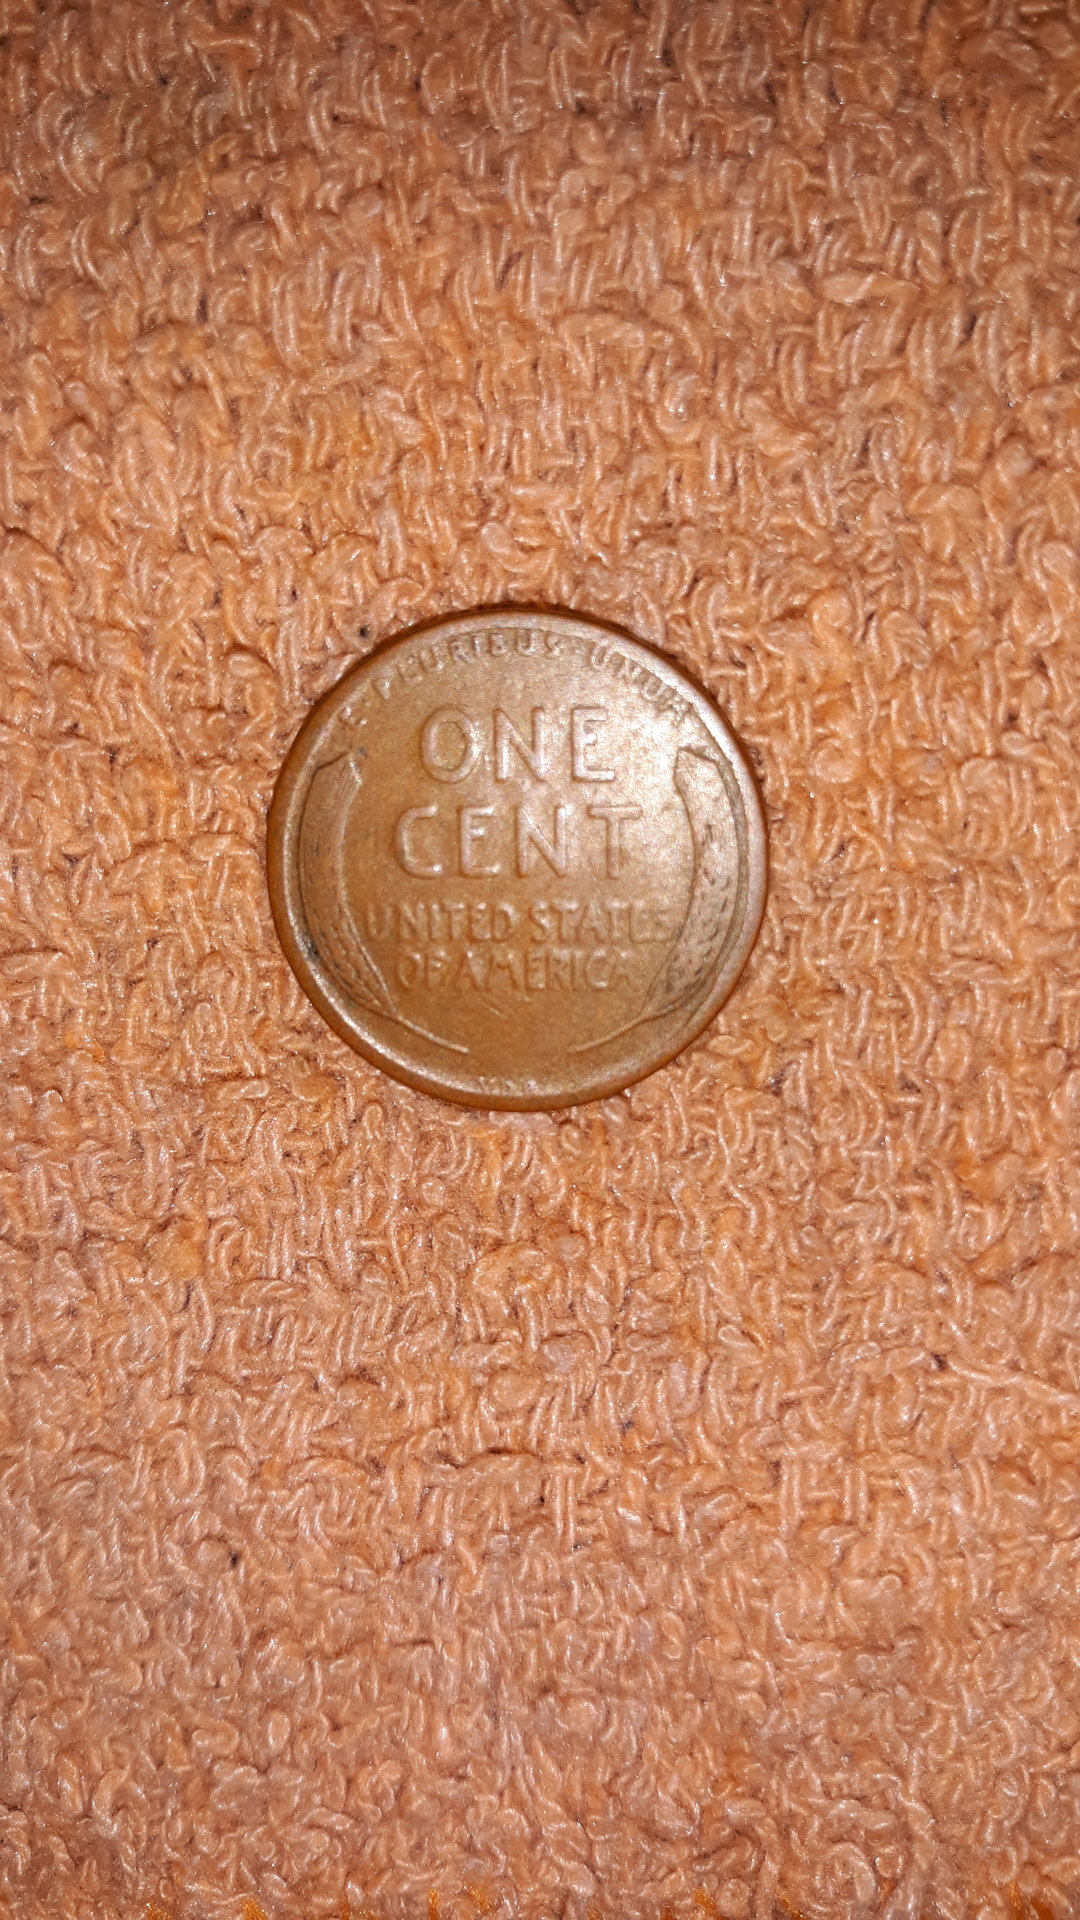 E·PLURIBUS·UNUM
ONE
CENT
UNITED STATES
OF AMERICA